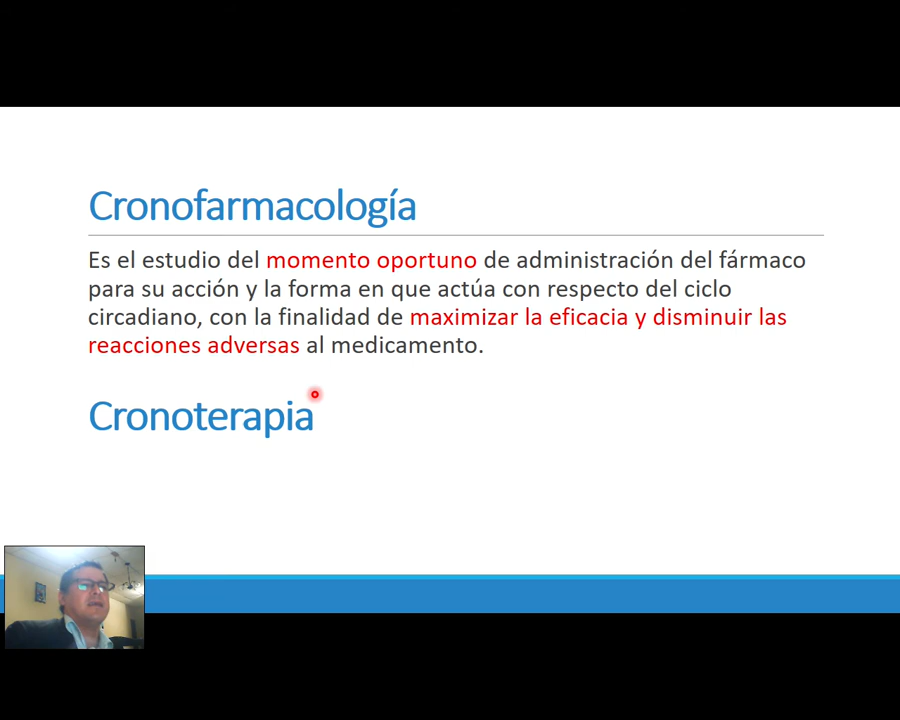 Cronofarmacología
Es el estudio del momento oportuno de administración del fármaco
para su acción y la forma en que actúa con respecto del ciclo
circadiano, con la finalidad de maximizar la eficacia y disminuir las
reacciones adversas al medicamento.
Cronoterapia